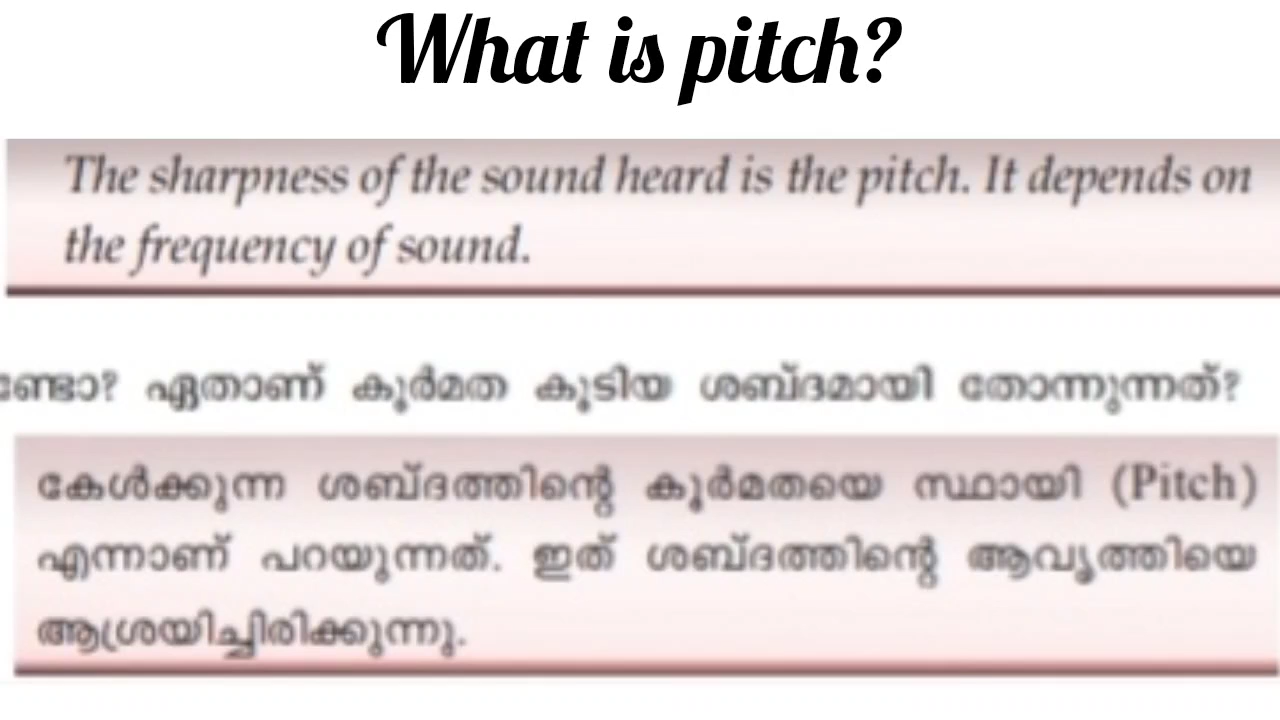 What is pitch?
The sharpness of the sound heard is the pitch. It depends on
the frequency of sound.
ണ്ടോ? ഏതാണ് കൂർമത കൂടിയ ശബ്ദമായി തോന്നുന്നത്?
കേൾക്കുന്ന ശബ്ദത്തിന്റെ കൂർമതയെ സ്ഥായി (Pitch)
എന്നാണ് പറയുന്നത്. ഇത് ശബ്ദത്തിന്റെ ആവൃത്തിയെ
ആശ്രയിച്ചിരിക്കുന്നു.